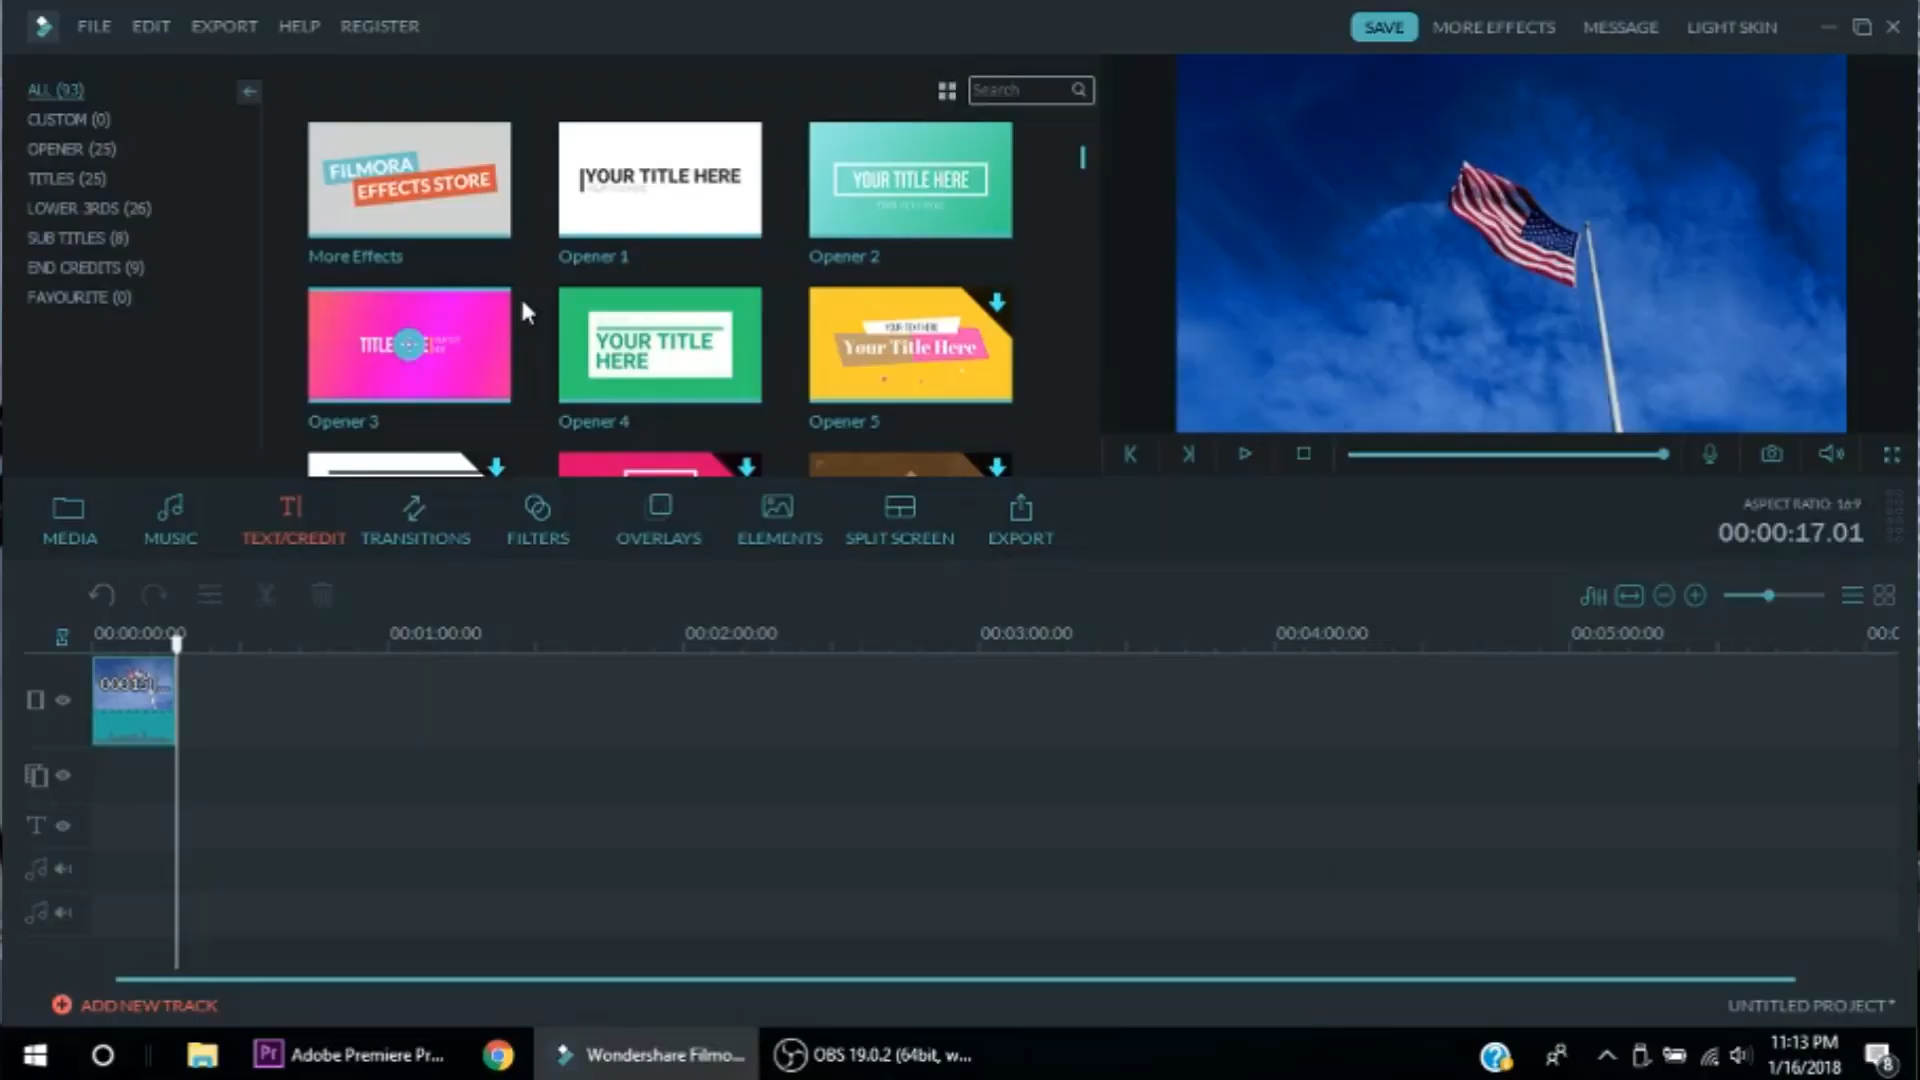 FILE EDIT EXPORT HELP REGISTER
SAVE MORE EFFECTS MESSAGE LIGHT SKIN
ALL (93)
CUSTOM (0)
OPENER (25)
TITLES (25)
LOWER 3RDS (26)
SUBTITLES (8)
END CREDITS (9)
FAVOURITE (0)
Search
FILMORA
EFFECTS STORE
YOUR TITLE HERE
YOUR TITLE HERE
More Effects
Opener 1
Opener 2
TITLE
YOUR TITLE
HERE
YOUR TEXT HERE
Your Title Here
Opener 3
Opener 4
Opener 5
MEDIA
MUSIC
TEXT/CREDIT
TRANSITIONS
FILTERS
OVERLAYS
ELEMENTS
SPLIT SCREEN
EXPORT
ASPECT RATIO: 16:9
00:00:17.01
00:00:00:00
00:01:00:00
00:02:00:00
00:03:00:00
00:04:00:00
00:05:00:00
ADD NEW TRACK
UNTITLED PROJECT*
Pr Adobe Premiere Pr...
Wondershare Filmo...
OBS 19.0.2 (64bit, w...
11:13 PM
1/16/2018
8